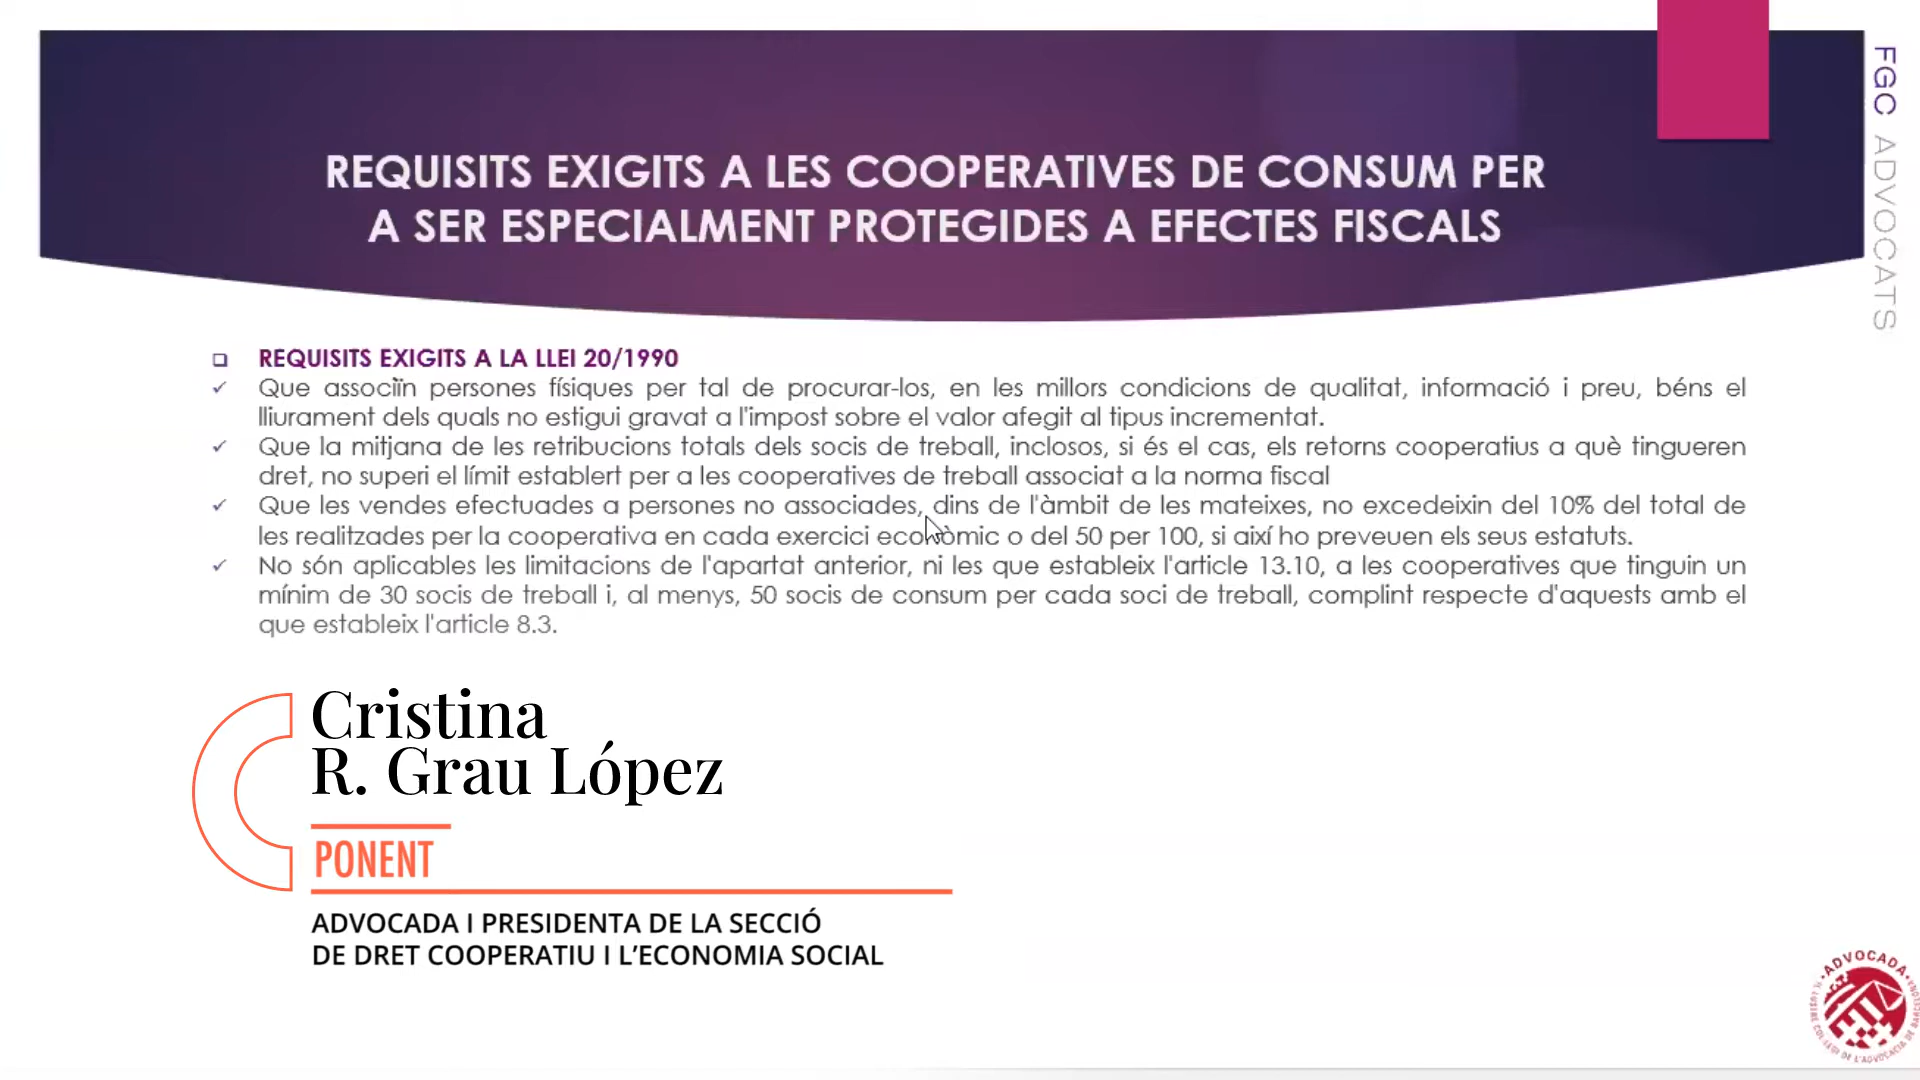 REQUISITS EXIGITS A LES COOPERATIVES DE CONSUM PER
A SER ESPECIALMENT PROTEGIDES A EFECTES FISCALS
FGC ADVOCATS
REQUISITS EXIGITS A LA LLEI 20/1990
Que associïn persones físiques per tal de procurar-los, en les millors condicions de qualitat, informació i preu, béns el
lliurament dels quals no estigui gravat a l'impost sobre el valor afegit al tipus incrementat.
Que la mitjana de les retribucions totals dels socis de treball, inclosos, si és el cas, els retorns cooperatius a què tingueren
dret, no superi el límit establert per a les cooperatives de treball associat a la norma fiscal
Que les vendes efectuades a persones no associades, dins de l'àmbit de les mateixes, no excedeixin del 10% del total de
les realitzades per la cooperativa en cada exercici econòmic o del 50 per 100, si així ho preveuen els seus estatuts.
No són aplicables les limitacions de l'apartat anterior, ni les que estableix l'article 13.10, a les cooperatives que tinguin un
mínim de 30 socis de treball i, al menys, 50 socis de consum per cada soci de treball, complint respecte d'aquests amb el
que estableix l'article 8.3.
Cristina
R. Grau López
PONENT
ADVOCADA I PRESIDENTA DE LA SECCIÓ
DE DRET COOPERATIU I L'ECONOMIA SOCIAL
ADVOCADA
IL·LUSTRE COL·LEGI DE L'ADVOCACIA DE BARCELONA